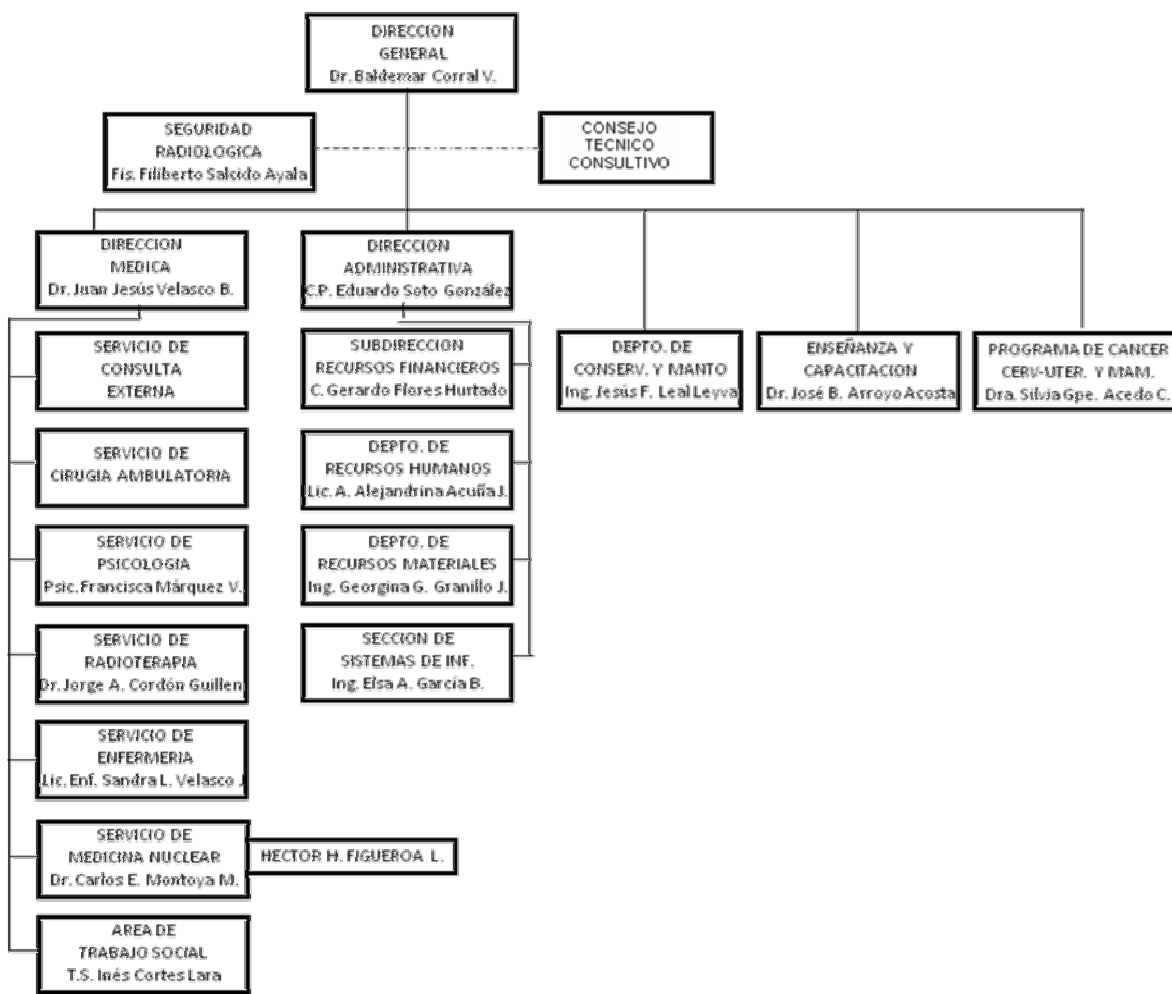 DIRECCION
GENERAL
Dr. Baldemar Corral V.
SEGURIDAD
RADIOLOGICA
Fis. Filiberto Salcido Ayala
CONSEJO
TECNICO
CONSULTIVO
DIRECCION
MEDICA
Dr. Juan Jesús Velasco B.
DIRECCION
ADMINISTRATIVA
C.P. Eduardo Soto González
SERVICIO DE
CONSULTA
EXTERNA
SUBDIRECCION
RECURSOS FINANCIEROS
C. Gerardo Flores Hurtado
DEPTO. DE
CONSERV. Y MANTO
Ing. Jesús F. Leal Leyva
ENSEÑANZA Y
CAPACITACION
Dr. José B. Arroyo Acosta
PROGRAMA DE CANCER
CERV-UTER. Y MAM.
Dra. Silvia Gpe. Acedo C.
SERVICIO DE
CIRUGIA AMBULATORIA
DEPTO. DE
RECURSOS HUMANOS
Lic. A. Alejandrina Acuña J.
SERVICIO DE
PSICOLOGIA
Psic. Francisca Márquez V.
DEPTO. DE
RECURSOS MATERIALES
Ing. Georgina G. Granillo J.
SERVICIO DE
RADIOTERAPIA
Dr. Jorge A. Cordón Guillen
SECCION DE
SISTEMAS DE INF.
Ing. Elsa A. García B.
SERVICIO DE
ENFERMERIA
Lic. Enf. Sandra L. Velasco J
SERVICIO DE
MEDICINA NUCLEAR
Dr. Carlos E. Montoya M.
HECTOR H. FIGUEROA L.
AREA DE
TRABAJO SOCIAL
T.S. Inés Cortes Lara